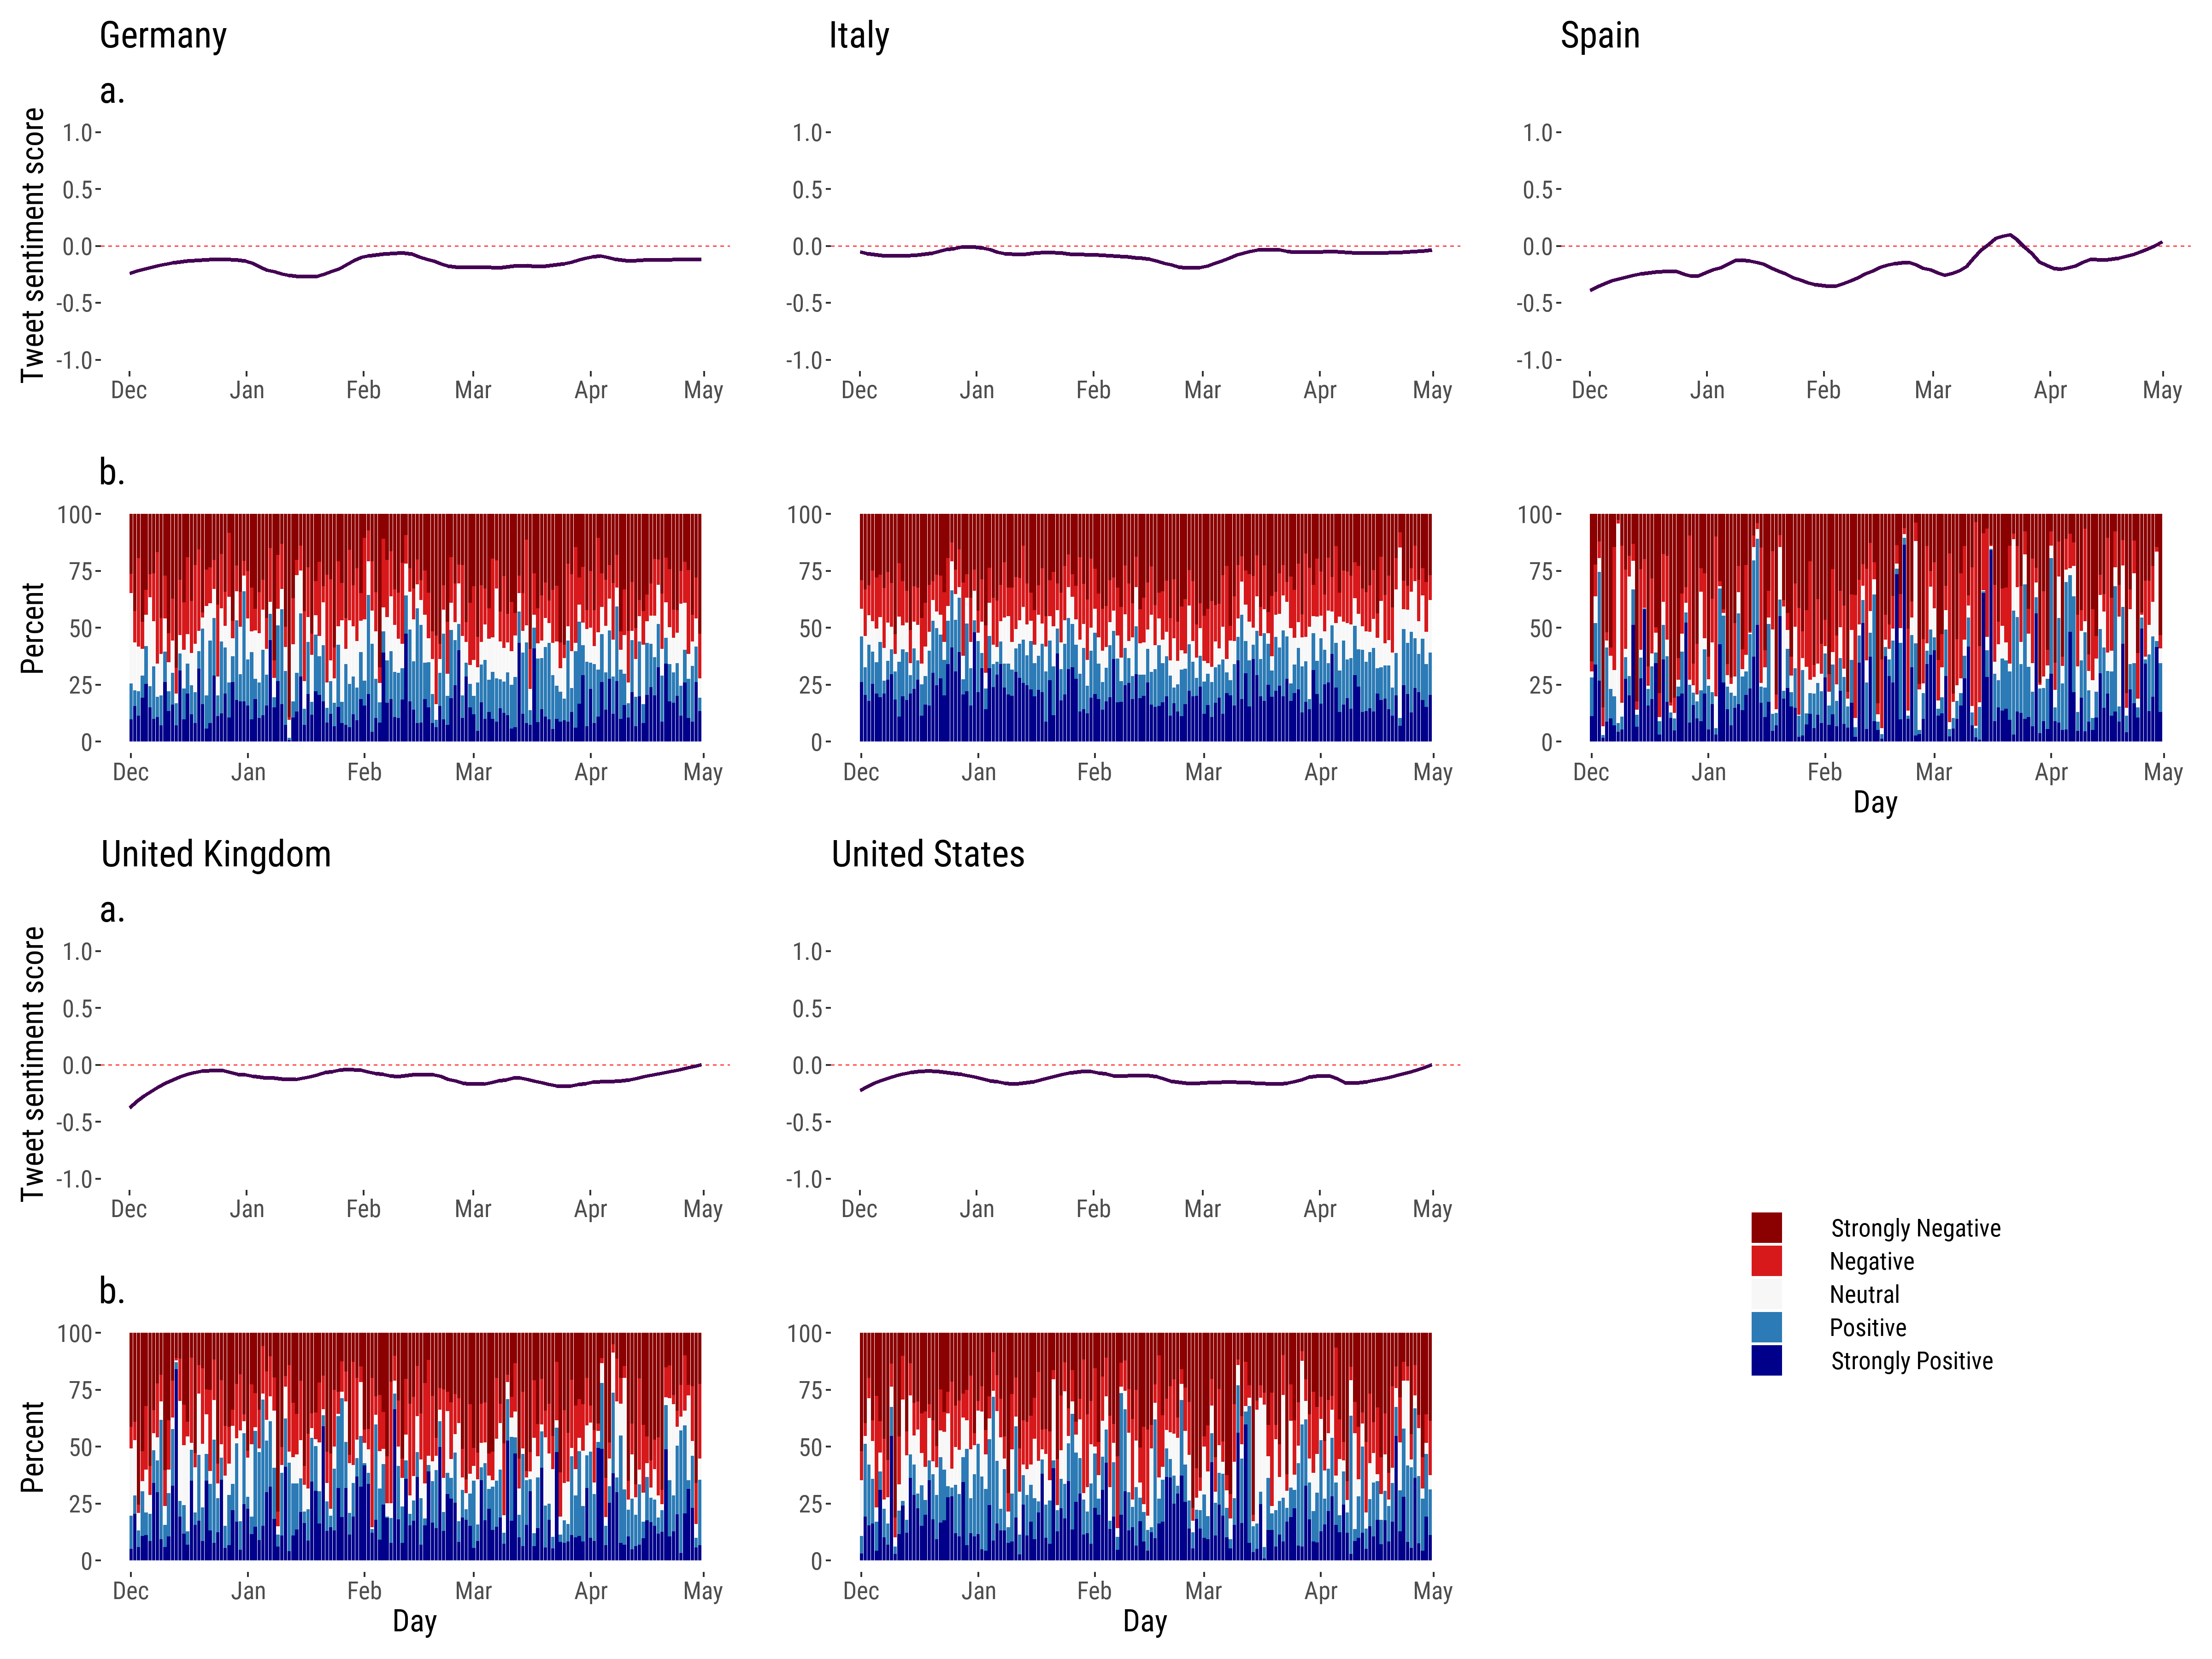 Germany
Italy
Spain
a.
Tweet sentiment score
1.0
0.5
0.0
-0.5
-1.0
Dec Jan Feb Mar Apr May
1.0
0.5
0.0
-0.5
-1.0
Dec Jan Feb Mar Apr May
1.0
0.5
0.0
-0.5
-1.0
Dec Jan Feb Mar Apr May
b.
Percent
100
75
50
25
0
Dec Jan Feb Mar Apr May
100
75
50
25
0
Dec Jan Feb Mar Apr May
100
75
50
25
0
Dec Jan Feb Mar Apr May
Day
United Kingdom
United States
a.
Tweet sentiment score
1.0
0.5
0.0
-0.5
-1.0
Dec Jan Feb Mar Apr May
1.0
0.5
0.0
-0.5
-1.0
Dec Jan Feb Mar Apr May
Strongly Negative
Negative
Neutral
Positive
Strongly Positive
b.
Percent
100
75
50
25
0
Dec Jan Feb Mar Apr May
Day
100
75
50
25
0
Dec Jan Feb Mar Apr May
Day